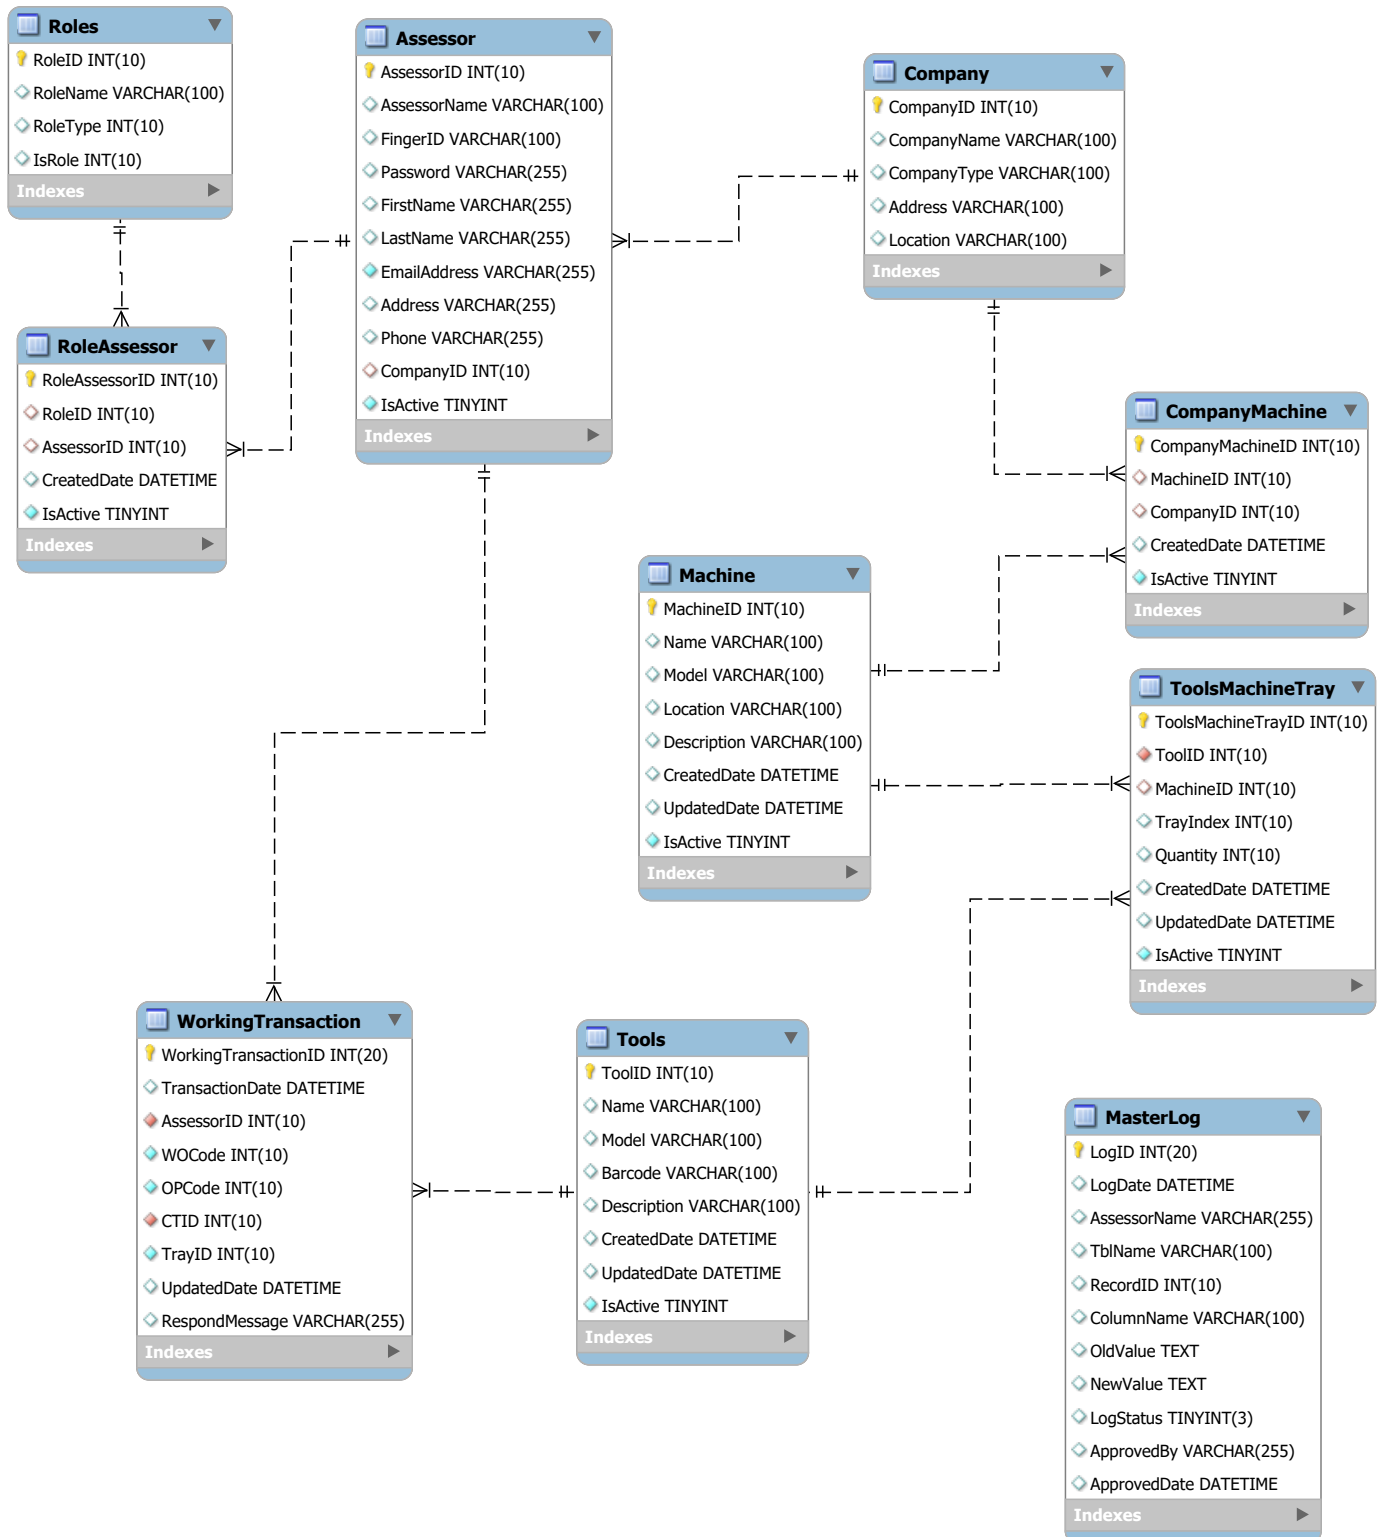 Roles
RoleID INT(10)
RoleName VARCHAR(100)
RoleType INT(10)
IsRole INT(10)
Indexes
Assessor
AssessorID INT(10)
AssessorName VARCHAR(100)
FingerID VARCHAR(100)
Password VARCHAR(255)
FirstName VARCHAR(255)
LastName VARCHAR(255)
EmailAddress VARCHAR(255)
Address VARCHAR(255)
Phone VARCHAR(255)
CompanyID INT(10)
IsActive TINYINT
Indexes
Company
CompanyID INT(10)
CompanyName VARCHAR(100)
CompanyType VARCHAR(100)
Address VARCHAR(100)
Location VARCHAR(100)
Indexes
RoleAssessor
RoleAssessorID INT(10)
RoleID INT(10)
AssessorID INT(10)
CreatedDate DATETIME
IsActive TINYINT
Indexes
CompanyMachine
CompanyMachineID INT(10)
MachineID INT(10)
CompanyID INT(10)
CreatedDate DATETIME
IsActive TINYINT
Indexes
Machine
MachineID INT(10)
Name VARCHAR(100)
Model VARCHAR(100)
Location VARCHAR(100)
Description VARCHAR(100)
CreatedDate DATETIME
UpdatedDate DATETIME
IsActive TINYINT
Indexes
ToolsMachineTray
ToolsMachineTrayID INT(10)
ToolID INT(10)
MachineID INT(10)
TrayIndex INT(10)
Quantity INT(10)
CreatedDate DATETIME
UpdatedDate DATETIME
IsActive TINYINT
Indexes
WorkingTransaction
WorkingTransactionID INT(20)
TransactionDate DATETIME
AssessorID INT(10)
WOCode INT(10)
OPCode INT(10)
CTID INT(10)
TrayID INT(10)
UpdatedDate DATETIME
RespondMessage VARCHAR(255)
Indexes
Tools
ToolID INT(10)
Name VARCHAR(100)
Model VARCHAR(100)
Barcode VARCHAR(100)
Description VARCHAR(100)
CreatedDate DATETIME
UpdatedDate DATETIME
IsActive TINYINT
Indexes
MasterLog
LogID INT(20)
LogDate DATETIME
AssessorName VARCHAR(255)
TblName VARCHAR(100)
RecordID INT(10)
ColumnName VARCHAR(100)
OldValue TEXT
NewValue TEXT
LogStatus TINYINT(3)
ApprovedBy VARCHAR(255)
ApprovedDate DATETIME
Indexes